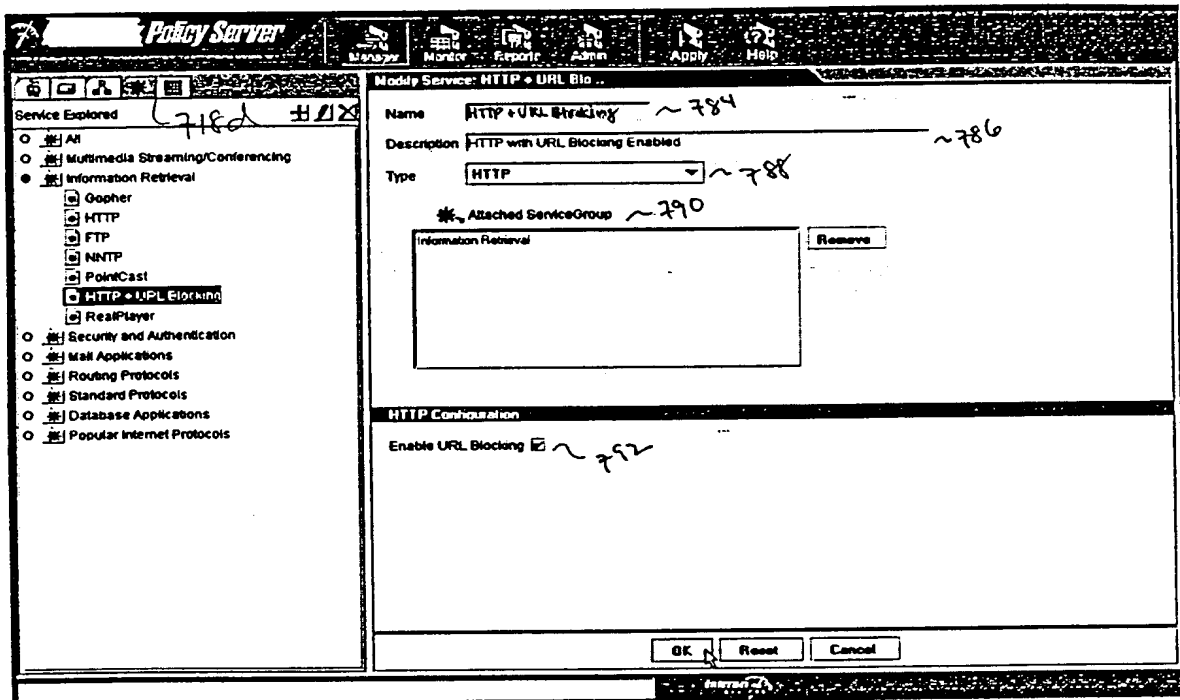 Policy Server
Manager Monitor Reports Admin Apply Help
Modify Service: HTTP + URL Blo...
Service Explored
718d
All
Multimedia Streaming/Conferencing
Information Retrieval
Gopher
HTTP
FTP
NNTP
PointCast
HTTP + URL Blocking
RealPlayer
Security and Authentication
Mail Applications
Routing Protocols
Standard Protocols
Database Applications
Popular Internet Protocols
Name HTTP + URL Blocking ~ 784
Description HTTP with URL Blocking Enabled ~ 786
Type HTTP ~ 788
Attached ServiceGroup ~ 790
Information Retrieval
Remove
HTTP Configuration
Enable URL Blocking ~ 792
OK Reset Cancel